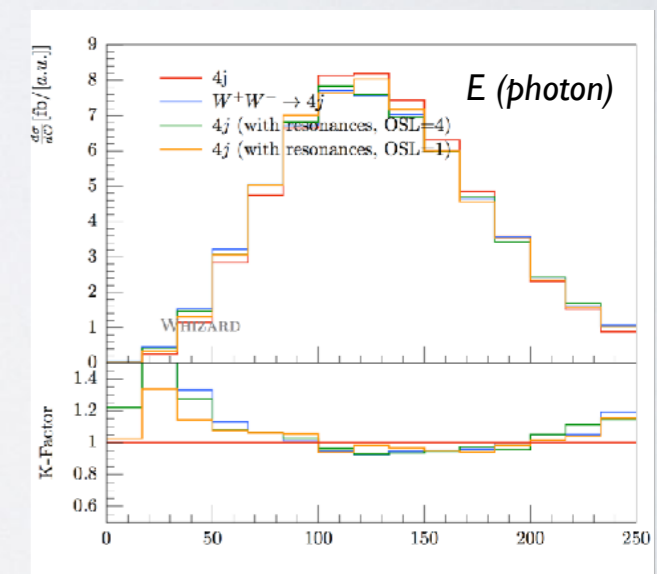 9
4j
E (photon)
8
W⁺W⁻ → 4j
7
4j (with resonances, OSL=4)
4j (with resonances, OSL=1)
dσ/dO [fb/[a.u.]
6
5
4
3
2
1
WHIZARD
0
1.4
1.2
K-Factor
1
0.8
0.6
0 50 100 150 200 250